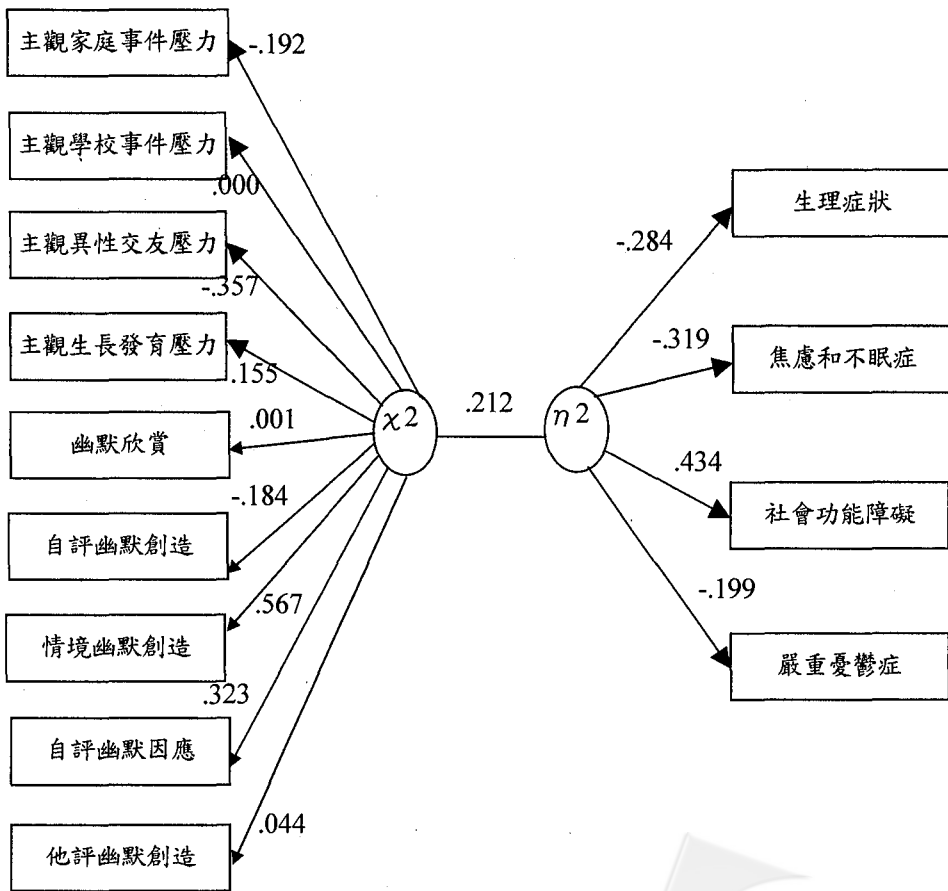 主觀家庭事件壓力
-.192
主觀學校事件壓力
.000
主觀異性交友壓力
-.357
主觀生長發育壓力
.155
幽默欣賞
.001
自評幽默創造
-.184
情境幽默創造
.567
自評幽默因應
.323
他評幽默創造
.044
χ2
.212
η2
-.284
生理症狀
-.319
焦慮和不眠症
.434
社會功能障礙
-.199
嚴重憂鬱症